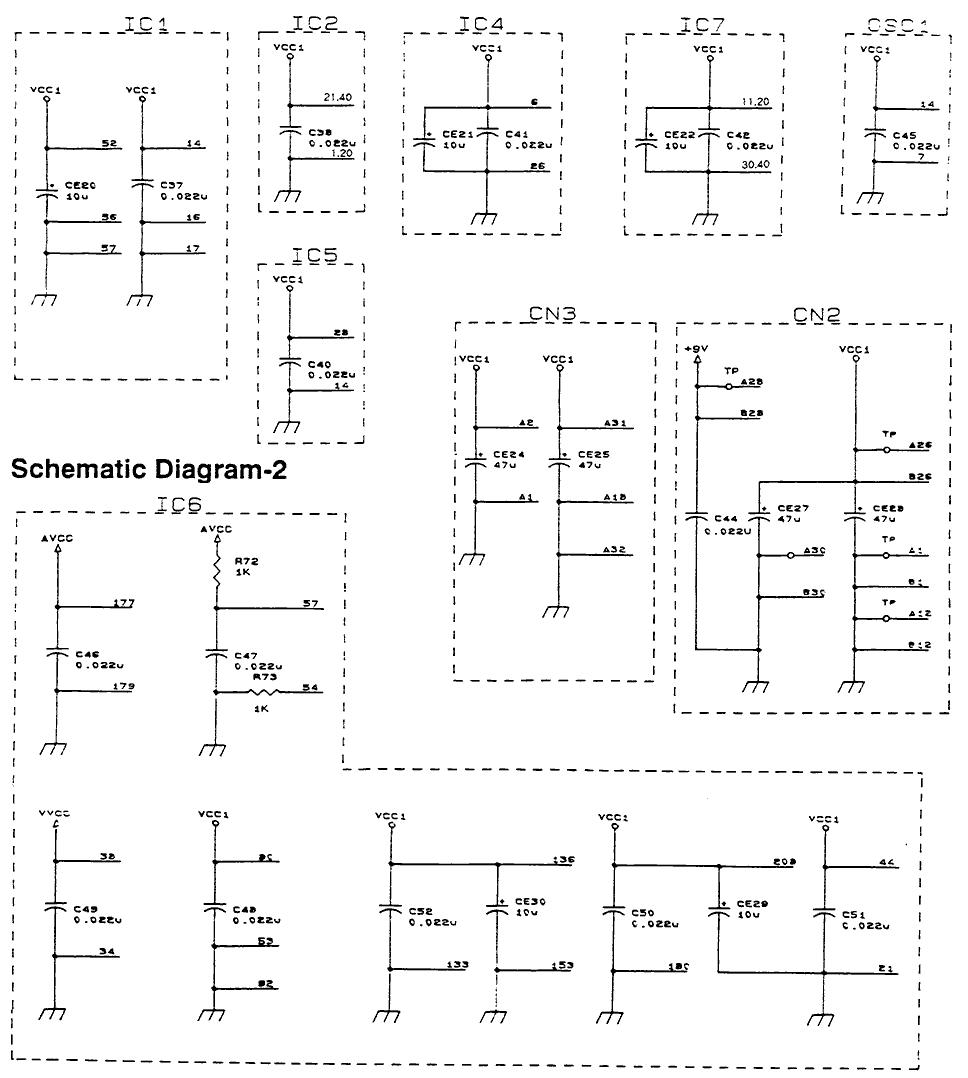 IC1
VCC1
VCC1
52
14
CE20
10u
C37
0.022u
56
16
57
17
IC2
VCC1
21.40
C38
0.022u
1.20
IC4
VCC1
6
CE21
10u
C41
0.022u
26
IC7
VCC1
11.20
CE22
10u
C42
0.022u
30.40
OSC1
VCC1
14
C45
0.022u
7
IC5
VCC1
28
C40
0.022u
14
CN3
VCC1
VCC1
A2
A31
CE24
47u
CE25
47u
A1
A18
A32
CN2
+9V
VCC1
TP
A28
B28
TP
A26
B26
C44
0.022u
CE27
47u
CE28
47u
A30
TP
A1
B30
B1
TP
A12
B12
Schematic Diagram-2
IC6
AVCC
AVCC
R72
1K
177
57
C46
0.022u
C47
0.022u
R73
179
54
1K
VVCC
VCC1
VCC1
VCC1
VCC1
38
80
136
208
44
C49
0.022u
C48
0.022u
C52
0.022u
CE30
10u
C50
0.022u
CE29
10u
C51
0.022u
34
53
82
133
153
180
21